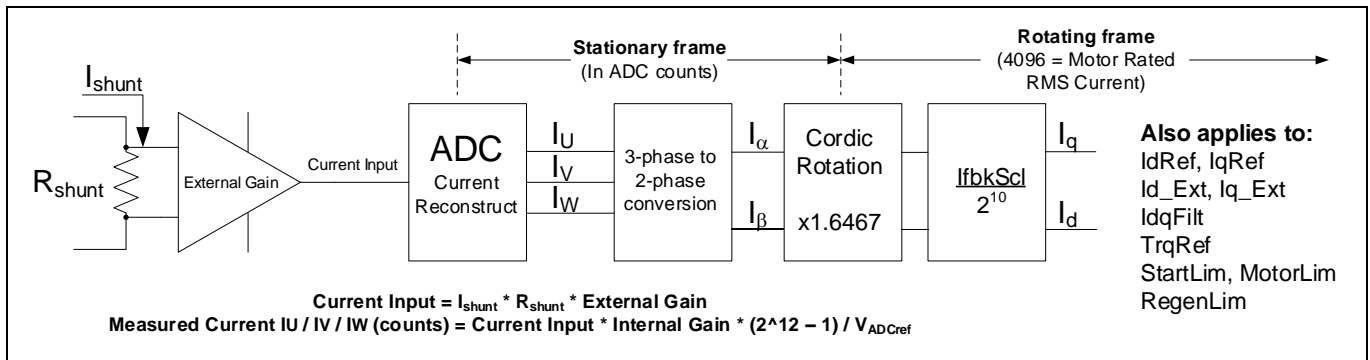 Stationary frame
(In ADC counts)
Rotating frame
(4096 = Motor Rated
RMS Current)
Ishunt
Rshunt
External Gain
Current Input
ADC
Current
Reconstruct
IU
IV
IW
3-phase to
2-phase
conversion
Iα
Iβ
Cordic
Rotation
x1.6467
IfbkScl
2^10
Iq
Id
Also applies to:
IdRef, IqRef
Id_Ext, Iq_Ext
IdqFilt
TrqRef
StartLim, MotorLim
RegenLim
Current Input = Ishunt * Rshunt * External Gain
Measured Current IU / IV / IW (counts) = Current Input * Internal Gain * (2^12 – 1) / VADCref